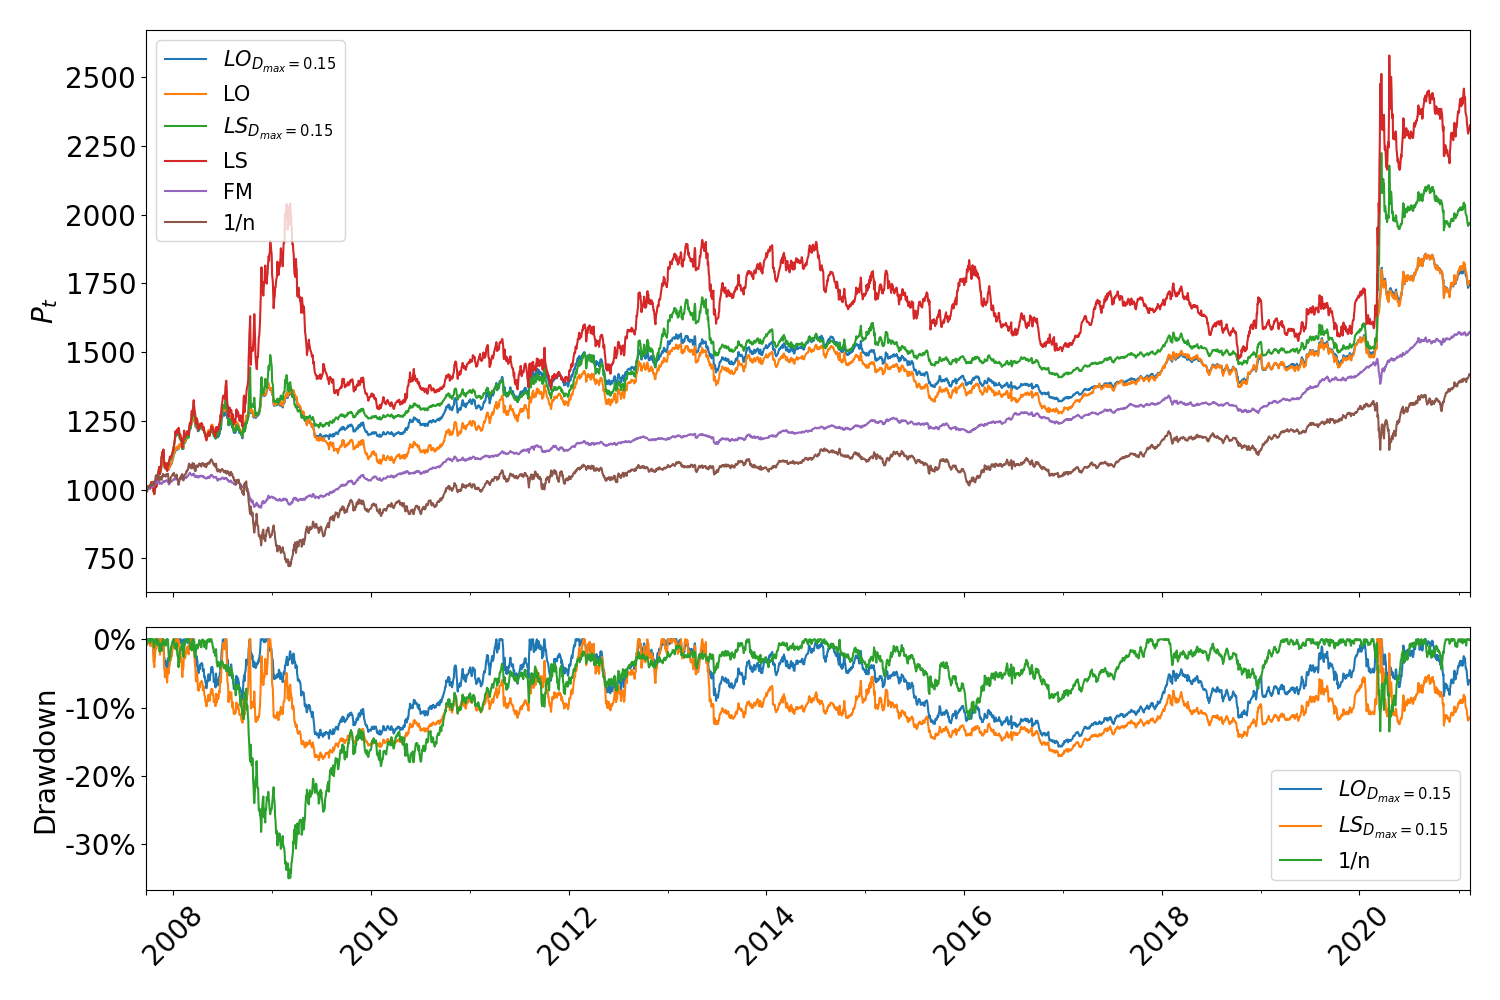 P_t
2500
2250
2000
1750
1500
1250
1000
750
LO_{D_{max}=0.15}
LO
LS_{D_{max}=0.15}
LS
FM
1/n
Drawdown
0%
-10%
-20%
-30%
LO_{D_{max}=0.15}
LS_{D_{max}=0.15}
1/n
2008
2010
2012
2014
2016
2018
2020